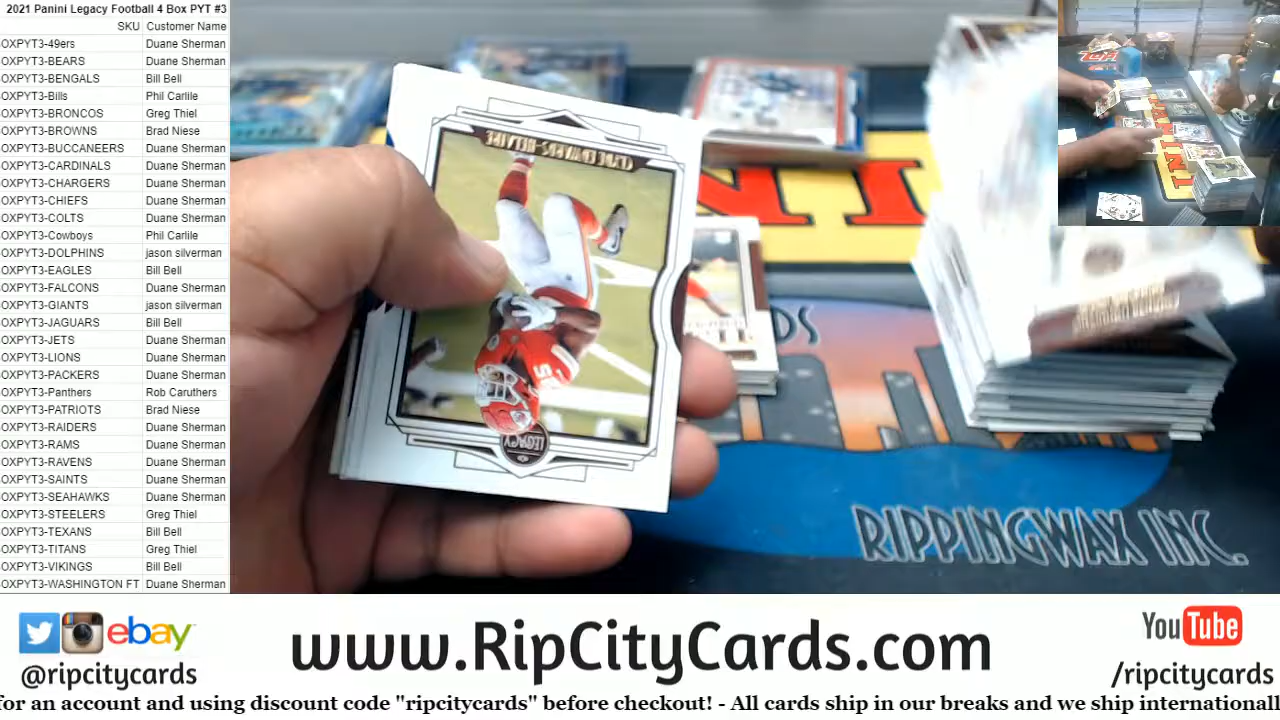 2021 Panini Legacy Football 4 Box PYT #3
SKU Customer Name
OXPYT3-49ers Duane Sherman
OXPYT3-BEARS Duane Sherman
OXPYT3-BENGALS Bill Bell
OXPYT3-Bills Phil Carlile
OXPYT3-BRONCOS Greg Thiel
OXPYT3-BROWNS Brad Niese
OXPYT3-BUCCANEERS Duane Sherman
OXPYT3-CARDINALS Duane Sherman
OXPYT3-CHARGERS Duane Sherman
OXPYT3-CHIEFS Duane Sherman
OXPYT3-COLTS Duane Sherman
OXPYT3-Cowboys Phil Carlile
OXPYT3-DOLPHINS jason silverman
OXPYT3-EAGLES Bill Bell
OXPYT3-FALCONS Duane Sherman
OXPYT3-GIANTS jason silverman
OXPYT3-JAGUARS Bill Bell
OXPYT3-JETS Duane Sherman
OXPYT3-LIONS Duane Sherman
OXPYT3-PACKERS Duane Sherman
OXPYT3-Panthers Rob Caruthers
OXPYT3-PATRIOTS Brad Niese
OXPYT3-RAIDERS Duane Sherman
OXPYT3-RAMS Duane Sherman
OXPYT3-RAVENS Duane Sherman
OXPYT3-SAINTS Duane Sherman
OXPYT3-SEAHAWKS Duane Sherman
OXPYT3-STEELERS Greg Thiel
OXPYT3-TEXANS Bill Bell
OXPYT3-TITANS Greg Thiel
OXPYT3-VIKINGS Bill Bell
OXPYT3-WASHINGTON FT Duane Sherman
CLYDE EDWARDS-HELAIRE
LEGACY
RIPPINGWAX INC.
ebay
@ripcitycards
www.RipCityCards.com
YouTube
/ripcitycards
for an account and using discount code "ripcitycards" before checkout! - All cards ship in our breaks and we ship internationall